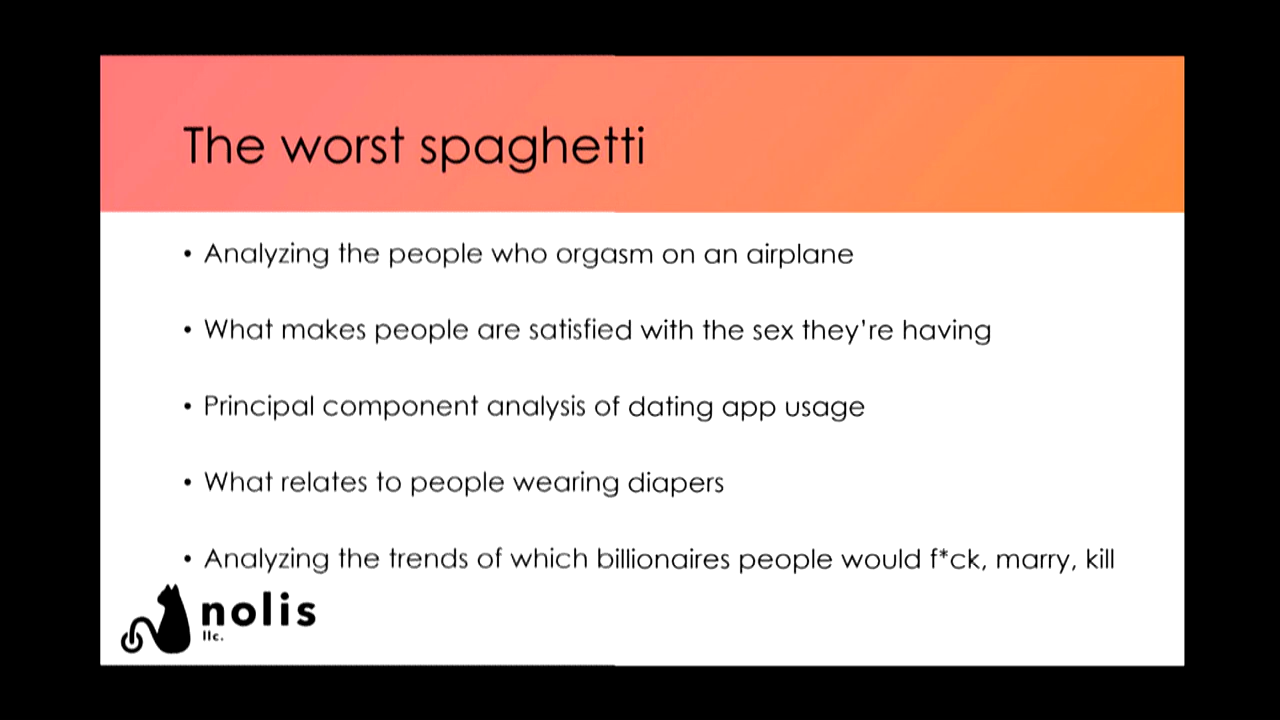 The worst spaghetti
• Analyzing the people who orgasm on an airplane
• What makes people are satisfied with the sex they're having
• Principal component analysis of dating app usage
• What relates to people wearing diapers
• Analyzing the trends of which billionaires people would f*ck, marry, kill
nolis
llc.